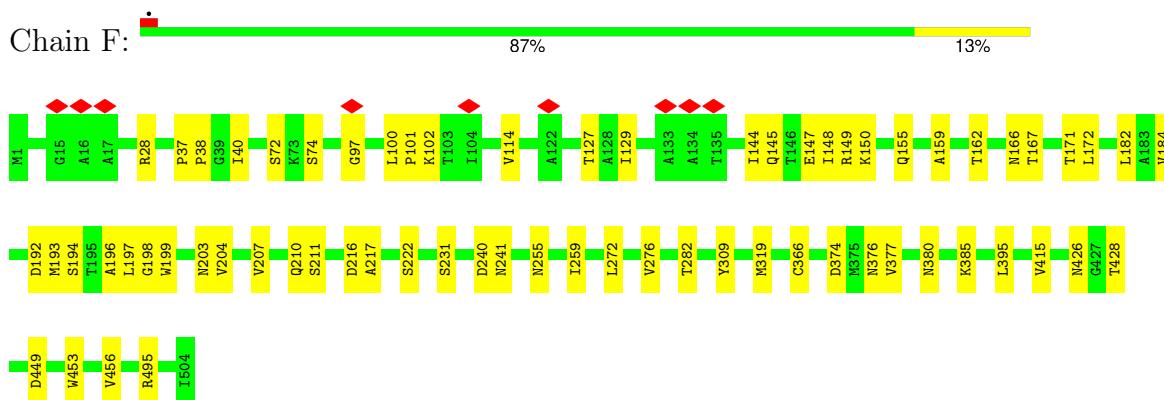 Chain F:
87% 13%
M1 G15 A16 A17 R28 P37 P38 G39 I40 S72 K73 S74 G97 L100 P101 K102 T103 I104 V114 A122 T127 A128 I129 A133 A134 T135 I144 Q145 T146 E147 I148 R149 K150 Q155 A159 T162 N166 T167 T171 L172 L182 A183 V184
D192 M193 S194 T195 A196 L197 G198 W199 N203 V204 V207 Q210 S211 D216 A217 S222 S231 D240 N241 N255 I259 L272 V276 T282 Y309 M319 C366 D374 M375 N376 V377 N380 K385 L395 V415 N426 G427 T428
D449 W453 V456 R495 I504